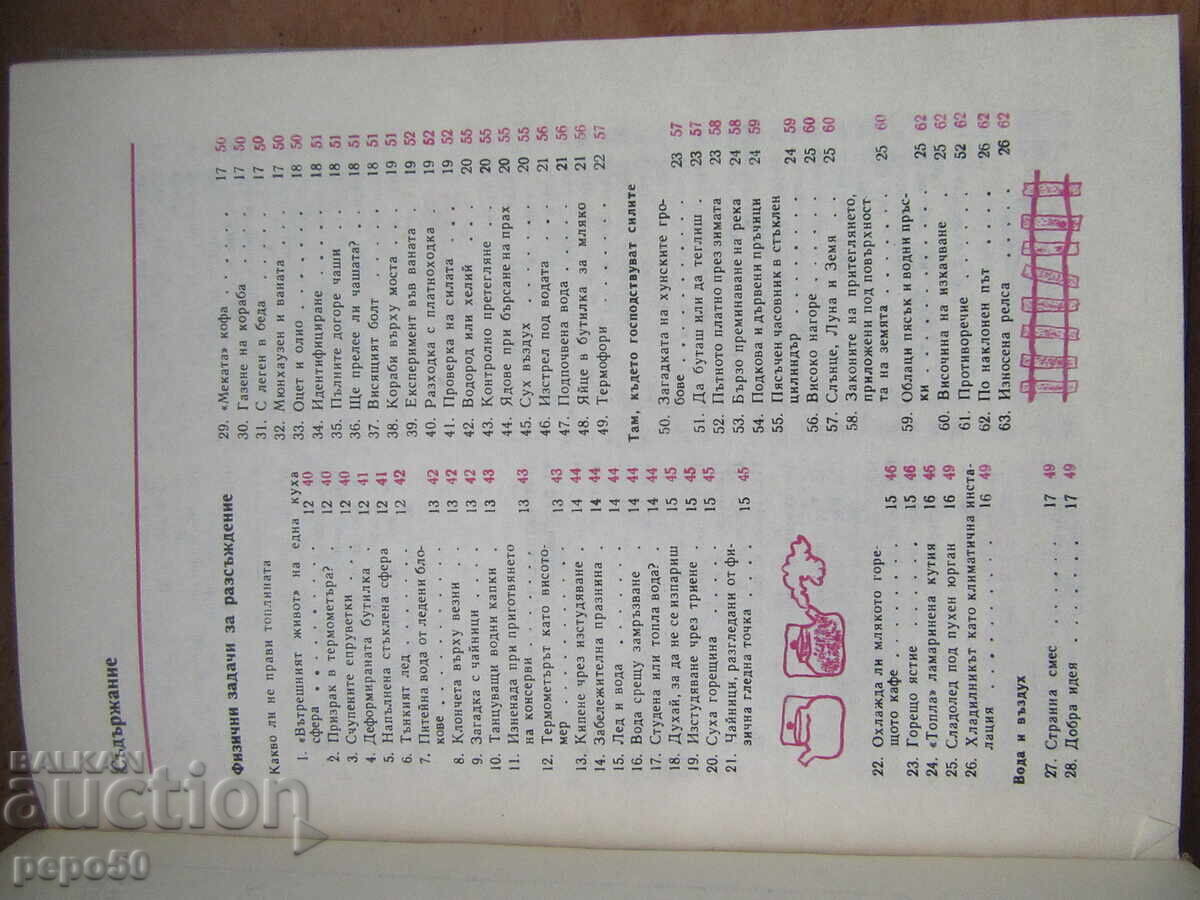 Съдържание
Физични задачи за разсъждение
Какво ли не прави топлината
1. «Вътрешният живот» на една куха
сфера . . . . . . . . 12 40
2. Призрак в термометъра? . 12 40
3. Счупените епруветки . . . 12 40
4. Деформираната бутилка . 12 41
5. Напълнена стъклена сфера 12 41
6. Тънкият лед . . . . . . 12 42
7. Питейна вода от ледени бло-
кове . . . . . . . . . 13 42
8. Клончета върху везни . . 13 42
9. Загадка с чайници . . . . 13 42
10. Танцуващи водни капки . 13 43
11. Изненада при приготвянето
на консерви . . . . . . 13 43
12. Термометърът като висото-
мер . . . . . . . . . 13 43
13. Кипене чрез изстудяване . 14 44
14. Забележителна празнина . 14 44
15. Лед и вода . . . . . . 14 44
16. Вода срещу замръзване . 14 44
17. Студена или топла вода? . 14 44
18. Духай, за да не се изпариш 15 45
19. Изстудяване чрез триене . 15 45
20. Суха горещина . . . . . 15 45
21. Чайници, разгледани от фи-
зична гледна точка . . . . 15 45
22. Охлажда ли млякото горе-
щото кафе . . . . . . . 15 46
23. Горещо ястие . . . . . 15 46
24. «Топла» ламаринена кутия 16 46
25. Сладолед под пухен юрган 16 49
26. Хладилникът като климатична инста-
лация . . . . . . . . 16 49
Вода и въздух
27. Странна смес . . . . . 17 49
28. Добра идея . . . . . . 17 49
29. «Меката» кофа . . . . . 17 50
30. Газене на кораба . . . . 17 50
31. С леген в беда . . . . . 17 50
32. Мюнхаузен и ваната . . . 17 50
33. Оцет и олио . . . . . . 18 50
34. Идентифициране . . . . 18 51
35. Пълните догоре чаши . . 18 51
36. Ще прелее ли чашата? . . 18 51
37. Висящият болт . . . . . 18 51
38. Кораби върху моста . . . 19 51
39. Експеримент във ваната . 19 52
40. Разходка с платноходка . 19 52
41. Проверка на силата . . . 19 52
42. Водород или хелий . . . 20 55
43. Контролно претегляне . . 20 55
44. Ядове при бърсане на прах 20 55
45. Сух въздух . . . . . . 20 55
46. Изстрел под водата . . . 21 56
47. Подпочвена вода . . . . 21 56
48. Яйце в бутилка за мляко 21 56
49. Термофори . . . . . . 22 57
Там, където господствуват силите
50. Загадката на хунските гро-
бове . . . . . . . . . 23 57
51. Да буташ или да теглиш . 23 57
52. Пътното платно през зимата 23 58
53. Бързо преминаване на река 24 58
54. Подкова и дървени пръчици 24 59
55. Пясъчен часовник в стъклен
цилиндър . . . . . . . 24 59
56. Високо нагоре . . . . . 25 60
57. Слънце, Луна и Земя . . 25 60
58. Законите на притеглянето,
приложени под повърхност
та на земята . . . . . . 25 60
59. Облаци пясък и водни пръс-
ки . . . . . . . . . . 25 62
60. Височина на изкачване . . 25 62
61. Противоречие . . . . . 52 62
62. По наклонен път . . . . 26 62
63. Износена релса . . . . . 26 62
BALKAN
auction
pepo50